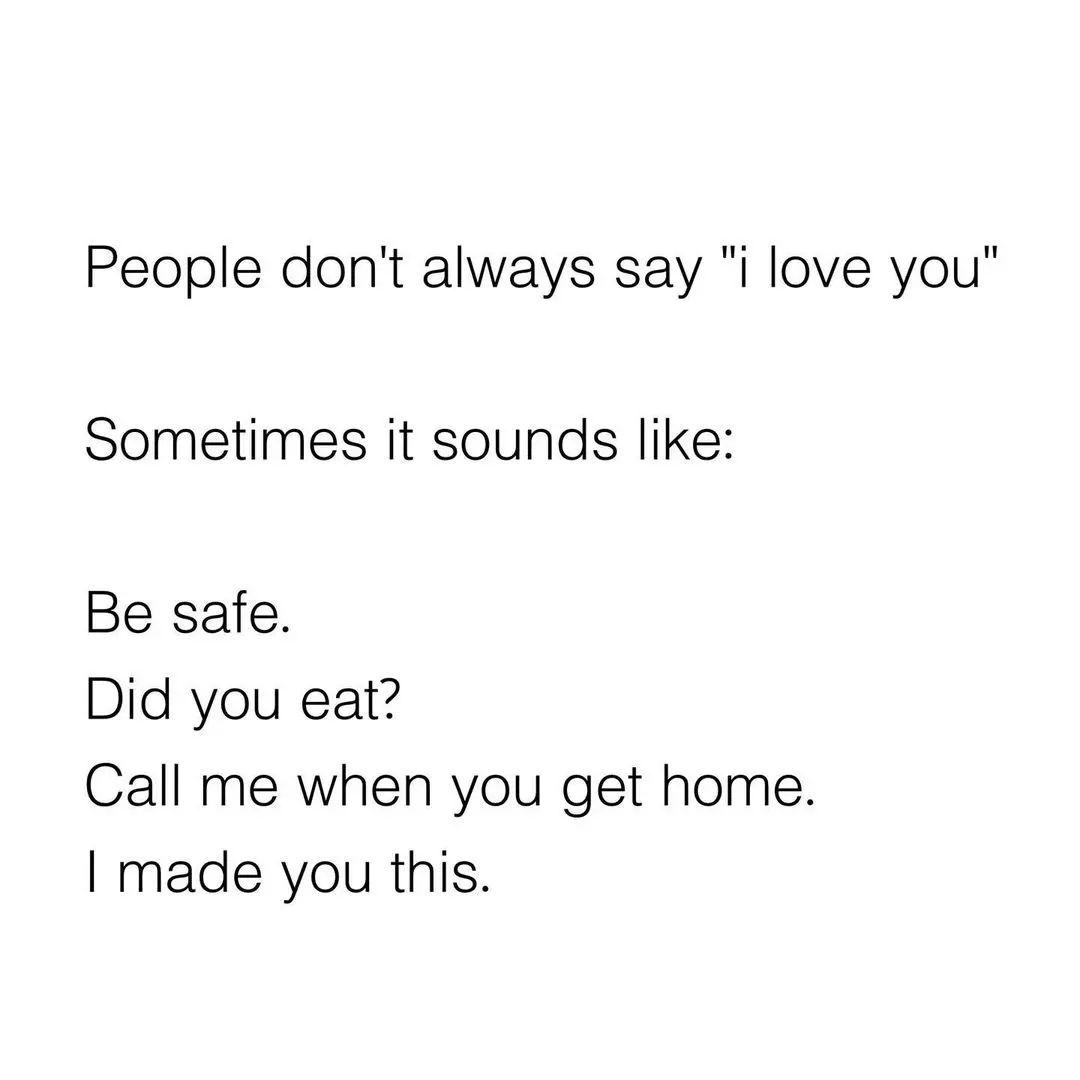 People don't always say "i love you"
Sometimes it sounds like:
Be safe.
Did you eat?
Call me when you get home.
I made you this.